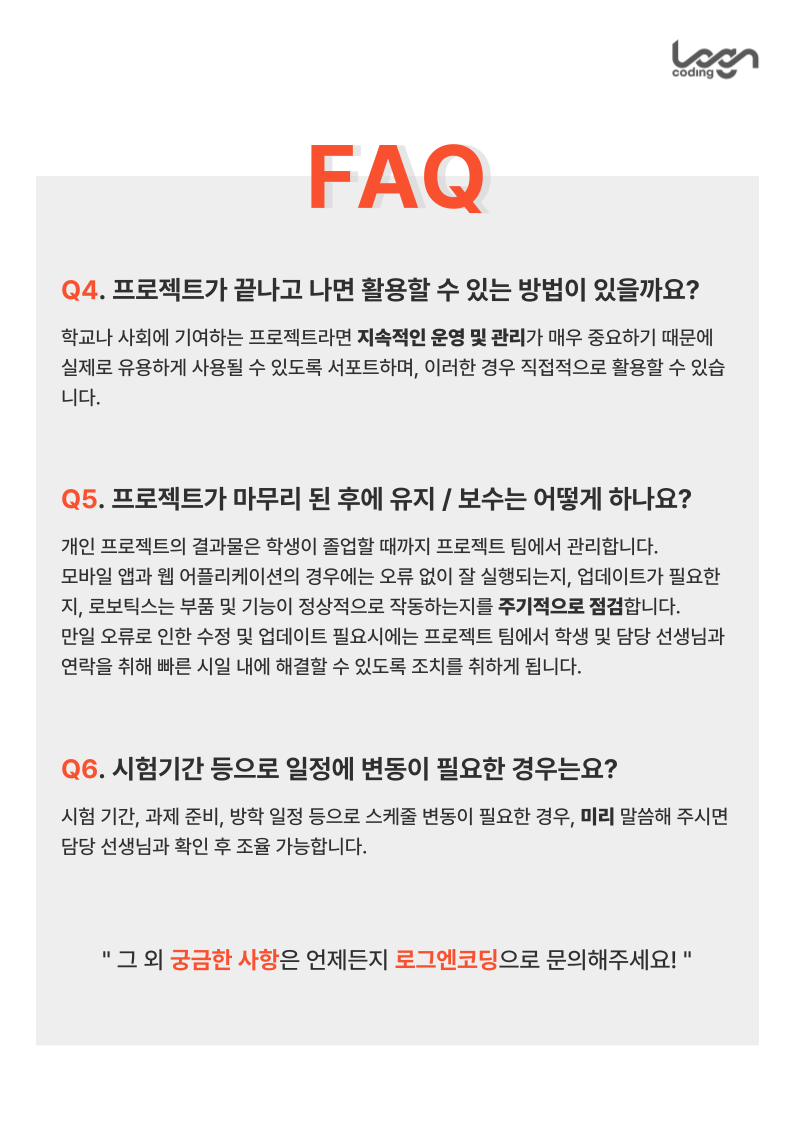 Logn
coding
FAQ
Q4. 프로젝트가 끝나고 나면 활용할 수 있는 방법이 있을까요?
학교나 사회에 기여하는 프로젝트라면 지속적인 운영 및 관리가 매우 중요하기 때문에
실제로 유용하게 사용될 수 있도록 서포트하며, 이러한 경우 직접적으로 활용할 수 있습
니다.
Q5. 프로젝트가 마무리 된 후에 유지 / 보수는 어떻게 하나요?
개인 프로젝트의 결과물은 학생이 졸업할 때까지 프로젝트 팀에서 관리합니다.
모바일 앱과 웹 어플리케이션의 경우에는 오류 없이 잘 실행되는지, 업데이트가 필요한
지, 로보틱스는 부품 및 기능이 정상적으로 작동하는지를 주기적으로 점검합니다.
만일 오류로 인한 수정 및 업데이트 필요시에는 프로젝트 팀에서 학생 및 담당 선생님과
연락을 취해 빠른 시일 내에 해결할 수 있도록 조치를 취하게 됩니다.
Q6. 시험기간 등으로 일정에 변동이 필요한 경우는요?
시험 기간, 과제 준비, 방학 일정 등으로 스케줄 변동이 필요한 경우, 미리 말씀해 주시면
담당 선생님과 확인 후 조율 가능합니다.
" 그 외 궁금한 사항은 언제든지 로그엔코딩으로 문의해주세요! "